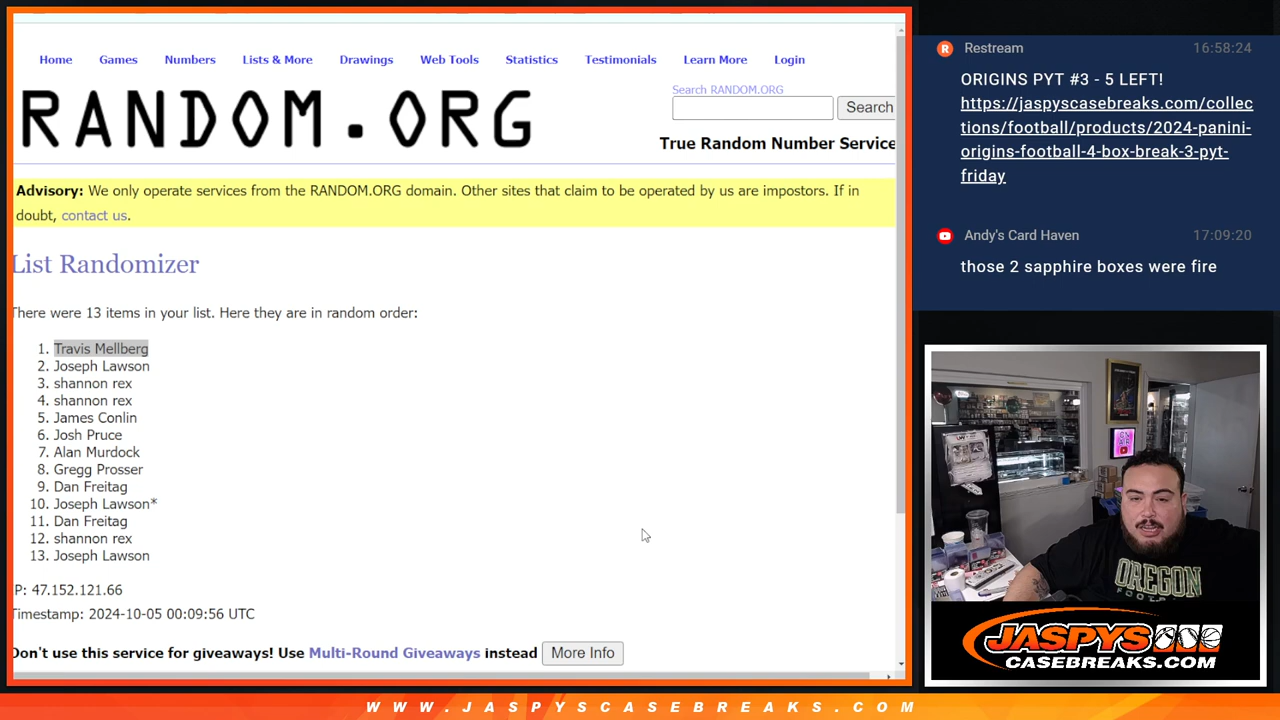 Home Games Numbers Lists & More Drawings Web Tools Statistics Testimonials Learn More Login
RANDOM.ORG
Search RANDOM.ORG
Search
True Random Number Service
Advisory: We only operate services from the RANDOM.ORG domain. Other sites that claim to be operated by us are impostors. If in
doubt, contact us.
List Randomizer
There were 13 items in your list. Here they are in random order:
1. Travis Mellberg
2. Joseph Lawson
3. shannon rex
4. shannon rex
5. James Conlin
6. Josh Pruce
7. Alan Murdock
8. Gregg Prosser
9. Dan Freitag
10. Joseph Lawson*
11. Dan Freitag
12. shannon rex
13. Joseph Lawson
P: 47.152.121.66
Timestamp: 2024-10-05 00:09:56 UTC
Don't use this service for giveaways! Use Multi-Round Giveaways instead More Info
Restream 16:58:24
ORIGINS PYT #3 - 5 LEFT!
https://jaspyscasebreaks.com/collec
tions/football/products/2024-panini-
origins-football-4-box-break-3-pyt-
friday
Andy's Card Haven 17:09:20
those 2 sapphire boxes were fire
OREGON
FOOTBALL
JASPYS
CASEBREAKS.COM
WWW.JASPYSCASEBREAKS.COM